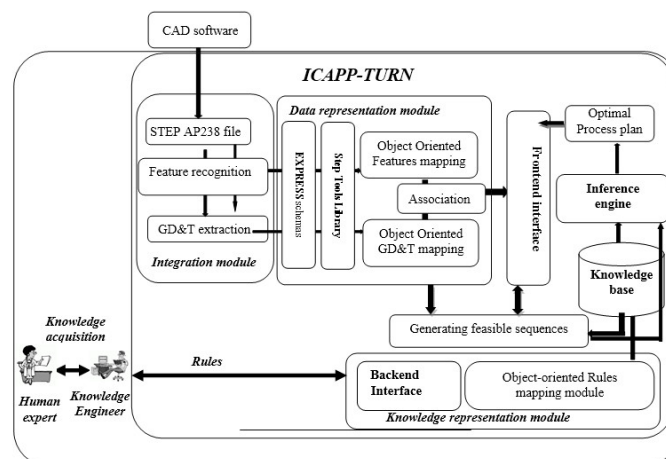 CAD software
ICAPP-TURN
Data representation module
STEP AP238 file
Feature recognition
GD&T extraction
Integration module
EXPRESS schemas
Step Tools Library
Object Oriented
Features mapping
Association
Object Oriented
GD&T mapping
Frontend interface
Optimal
Process plan
Inference
engine
Knowledge
base
Generating feasible sequences
Knowledge
acquisition
Human
expert
Knowledge
Engineer
Rules
Backend
Interface
Object-oriented Rules
mapping module
Knowledge representation module